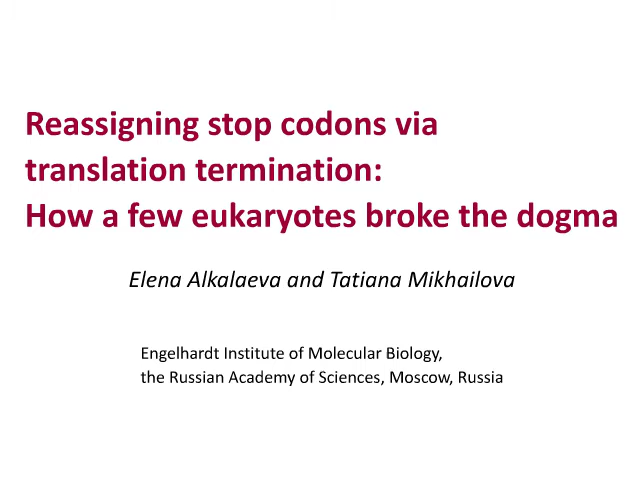 Reassigning stop codons via
translation termination:
How a few eukaryotes broke the dogma
Elena Alkalaeva and Tatiana Mikhailova
Engelhardt Institute of Molecular Biology,
the Russian Academy of Sciences, Moscow, Russia